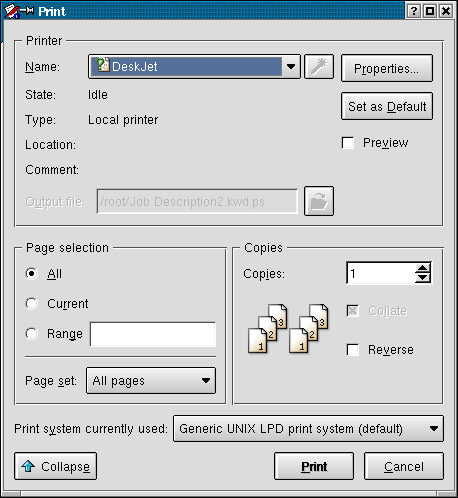 Print
Printer
Name: DeskJet
Properties...
State: Idle
Set as Default
Type: Local printer
Location:
Preview
Comment:
Output file: /root/Job Description2.kwd.ps
Page selection
All
Current
Range
Page set: All pages
Copies
Copies: 1
1 2 3 1 2 3
Collate
Reverse
Print system currently used: Generic UNIX LPD print system (default)
Collapse Print Cancel